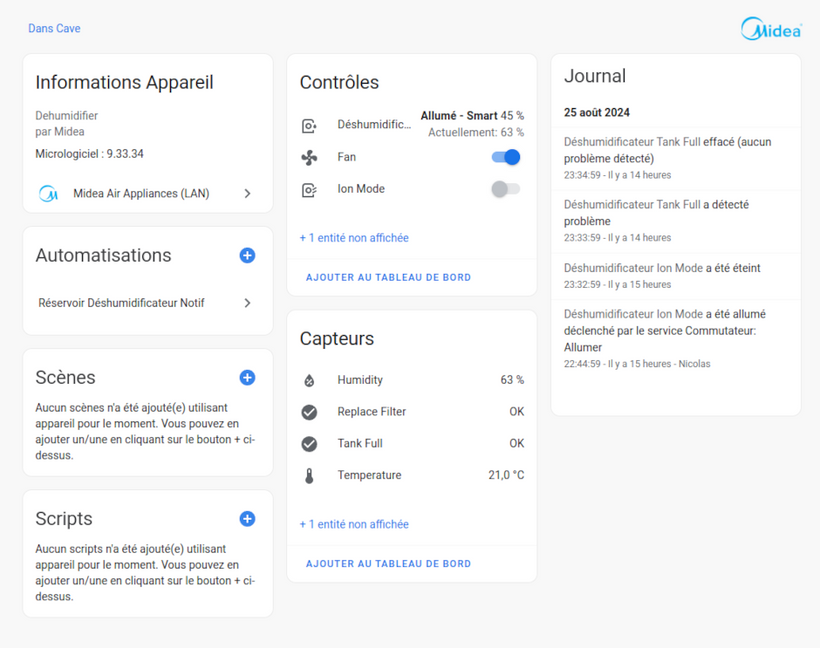 Dans Cave
Midea
Informations Appareil
Dehumidifier
par Midea
Micrologiciel : 9.33.34
Midea Air Appliances (LAN)
Automatisations
Réservoir Déshumidificateur Notif
Scènes
Aucun scènes n'a été ajouté(e) utilisant
appareil pour le moment. Vous pouvez en
ajouter un/une en cliquant sur le bouton + ci-
dessus.
Scripts
Aucun scripts n'a été ajouté(e) utilisant
appareil pour le moment. Vous pouvez en
ajouter un/une en cliquant sur le bouton + ci-
dessus.
Contrôles
Déshumidific... Allumé - Smart 45 %
Actuellement: 63 %
Fan
Ion Mode
+ 1 entité non affichée
AJOUTER AU TABLEAU DE BORD
Capteurs
Humidity 63 %
Replace Filter OK
Tank Full OK
Temperature 21,0 °C
+ 1 entité non affichée
AJOUTER AU TABLEAU DE BORD
Journal
25 août 2024
Déshumidificateur Tank Full effacé (aucun
problème détecté)
23:34:59 - Il y a 14 heures
Déshumidificateur Tank Full a détecté
problème
23:33:59 - Il y a 14 heures
Déshumidificateur Ion Mode a été éteint
23:32:59 - Il y a 15 heures
Déshumidificateur Ion Mode a été allumé
déclenché par le service Commutateur:
Allumer
22:44:59 - Il y a 15 heures - Nicolas